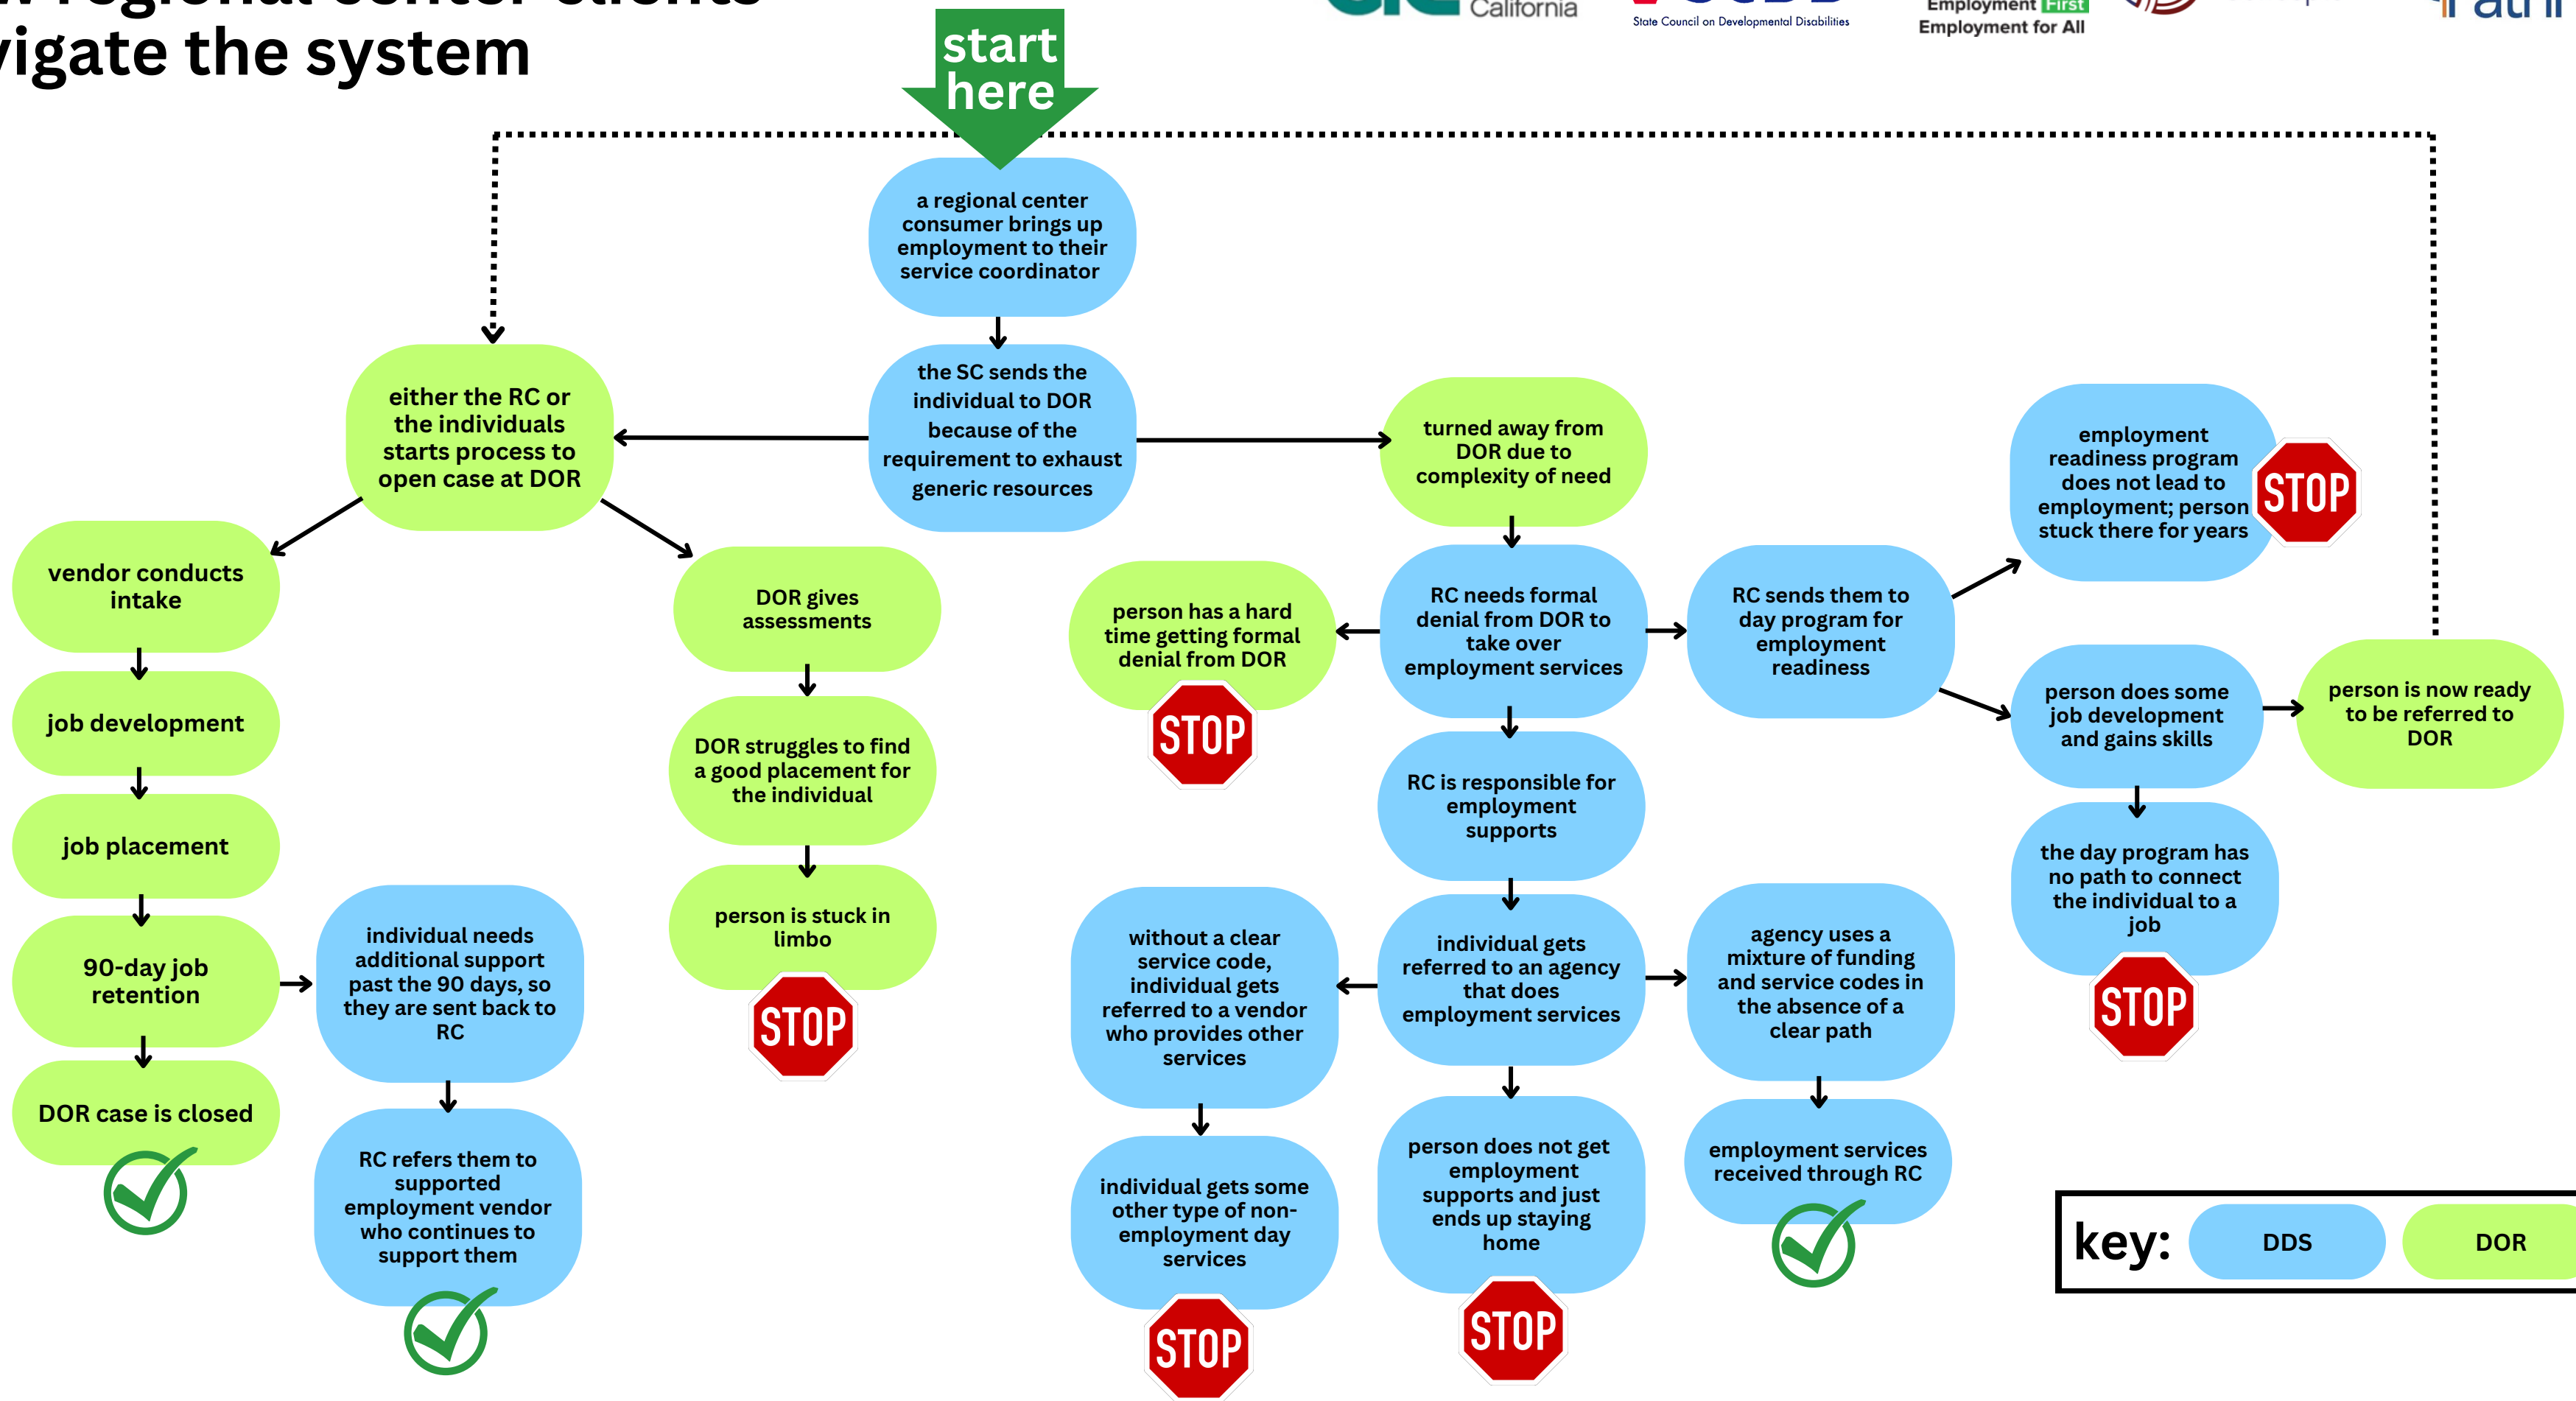 regional center clients
vigate the system
California
State Council on Developmental Disabilities
Employment First
Employment for All
start
here
a regional center
consumer brings up
employment to their
service coordinator
the SC sends the
individual to DOR
because of the
requirement to exhaust
generic resources
either the RC or
the individuals
starts process to
open case at DOR
vendor conducts
intake
job development
job placement
90-day job
retention
DOR case is closed
individual needs
additional support
past the 90 days, so
they are sent back to
RC
RC refers them to
supported
employment vendor
who continues to
support them
DOR gives
assessments
DOR struggles to find
a good placement for
the individual
person is stuck in
limbo
STOP
turned away from
DOR due to
complexity of need
RC needs formal
denial from DOR to
take over
employment services
person has a hard
time getting formal
denial from DOR
STOP
RC is responsible for
employment
supports
individual gets
referred to an agency
that does
employment services
without a clear
service code,
individual gets
referred to a vendor
who provides other
services
individual gets some
other type of non-
employment day
services
STOP
person does not get
employment
supports and just
ends up staying
home
STOP
agency uses a
mixture of funding
and service codes in
the absence of a
clear path
employment services
received through RC
RC sends them to
day program for
employment
readiness
employment
readiness program
does not lead to
employment; person
stuck there for years
STOP
person does some
job development
and gains skills
the day program has
no path to connect
the individual to a
job
STOP
person is now ready
to be referred to
DOR
key:
DDS
DOR